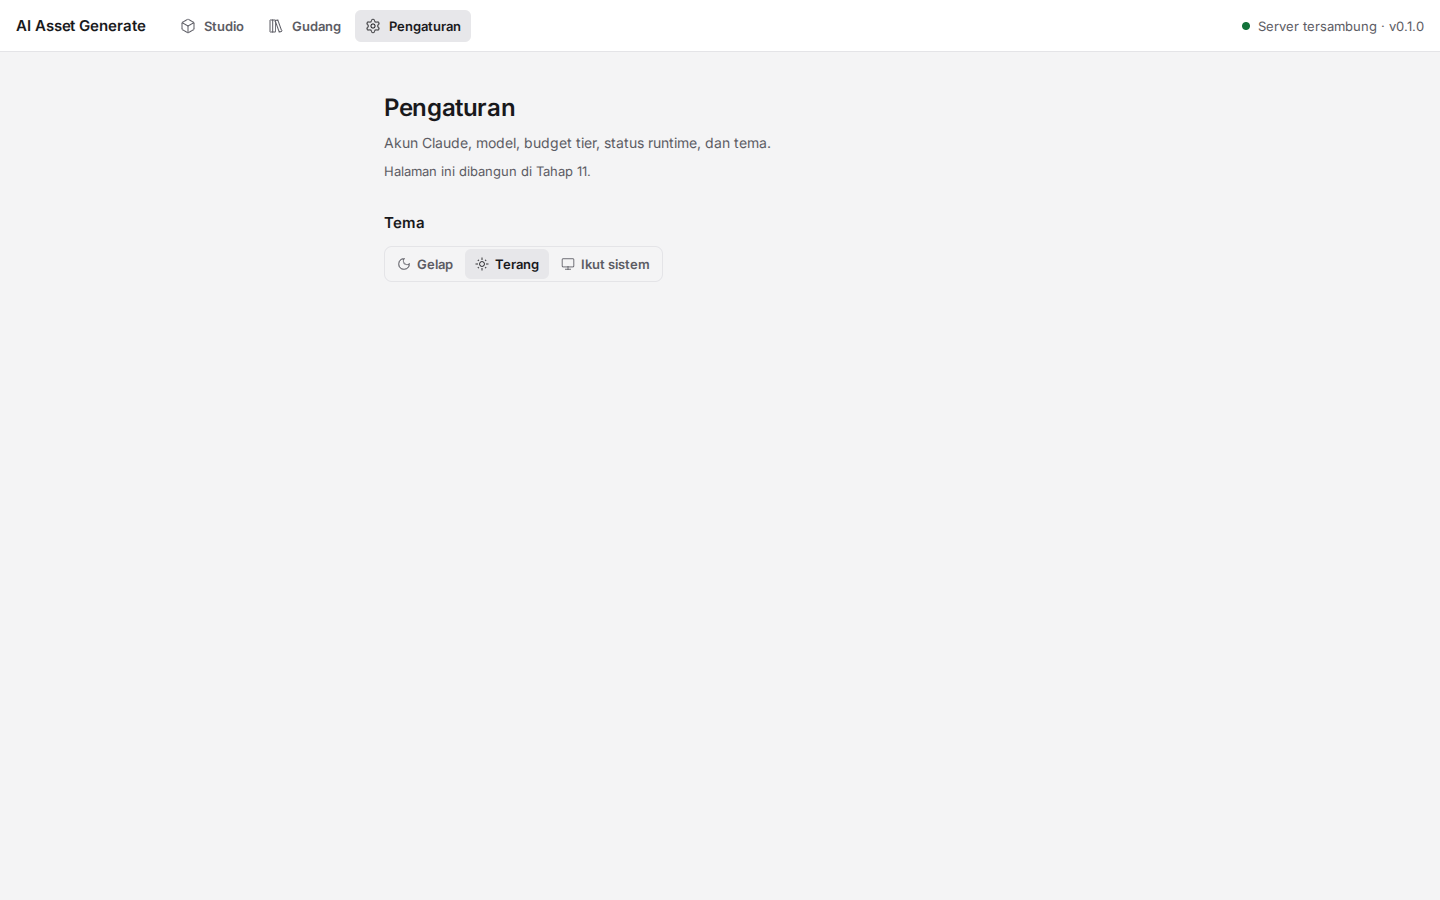 AI Asset Generate Studio Gudang Pengaturan Server tersambung · v0.1.0
Pengaturan
Akun Claude, model, budget tier, status runtime, dan tema.
Halaman ini dibangun di Tahap 11.
Tema
Gelap Terang Ikut sistem